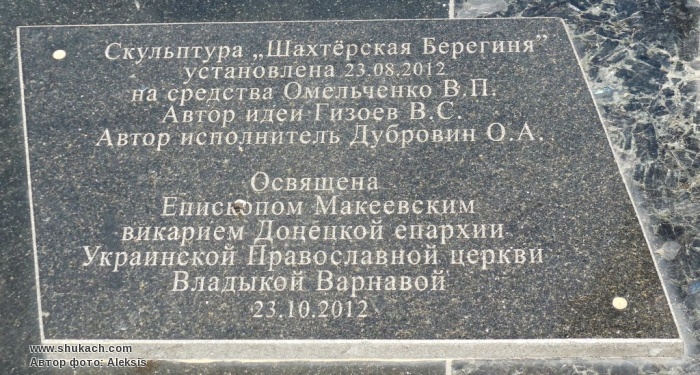 Скульптура „Шахтёрская Берегиня”
установлена 23.08.2012
на средства Омельченко В.П.
Автор идеи Гизоев В.С.
Автор исполнитель Дубровин О.А.
Освящена
Епископом Макеевским
викарием Донецкой епархии
Украинской Православной церкви
Владыкой Варнавой
23.10.2012
www.shukach.com
Автор фото: Aleksis